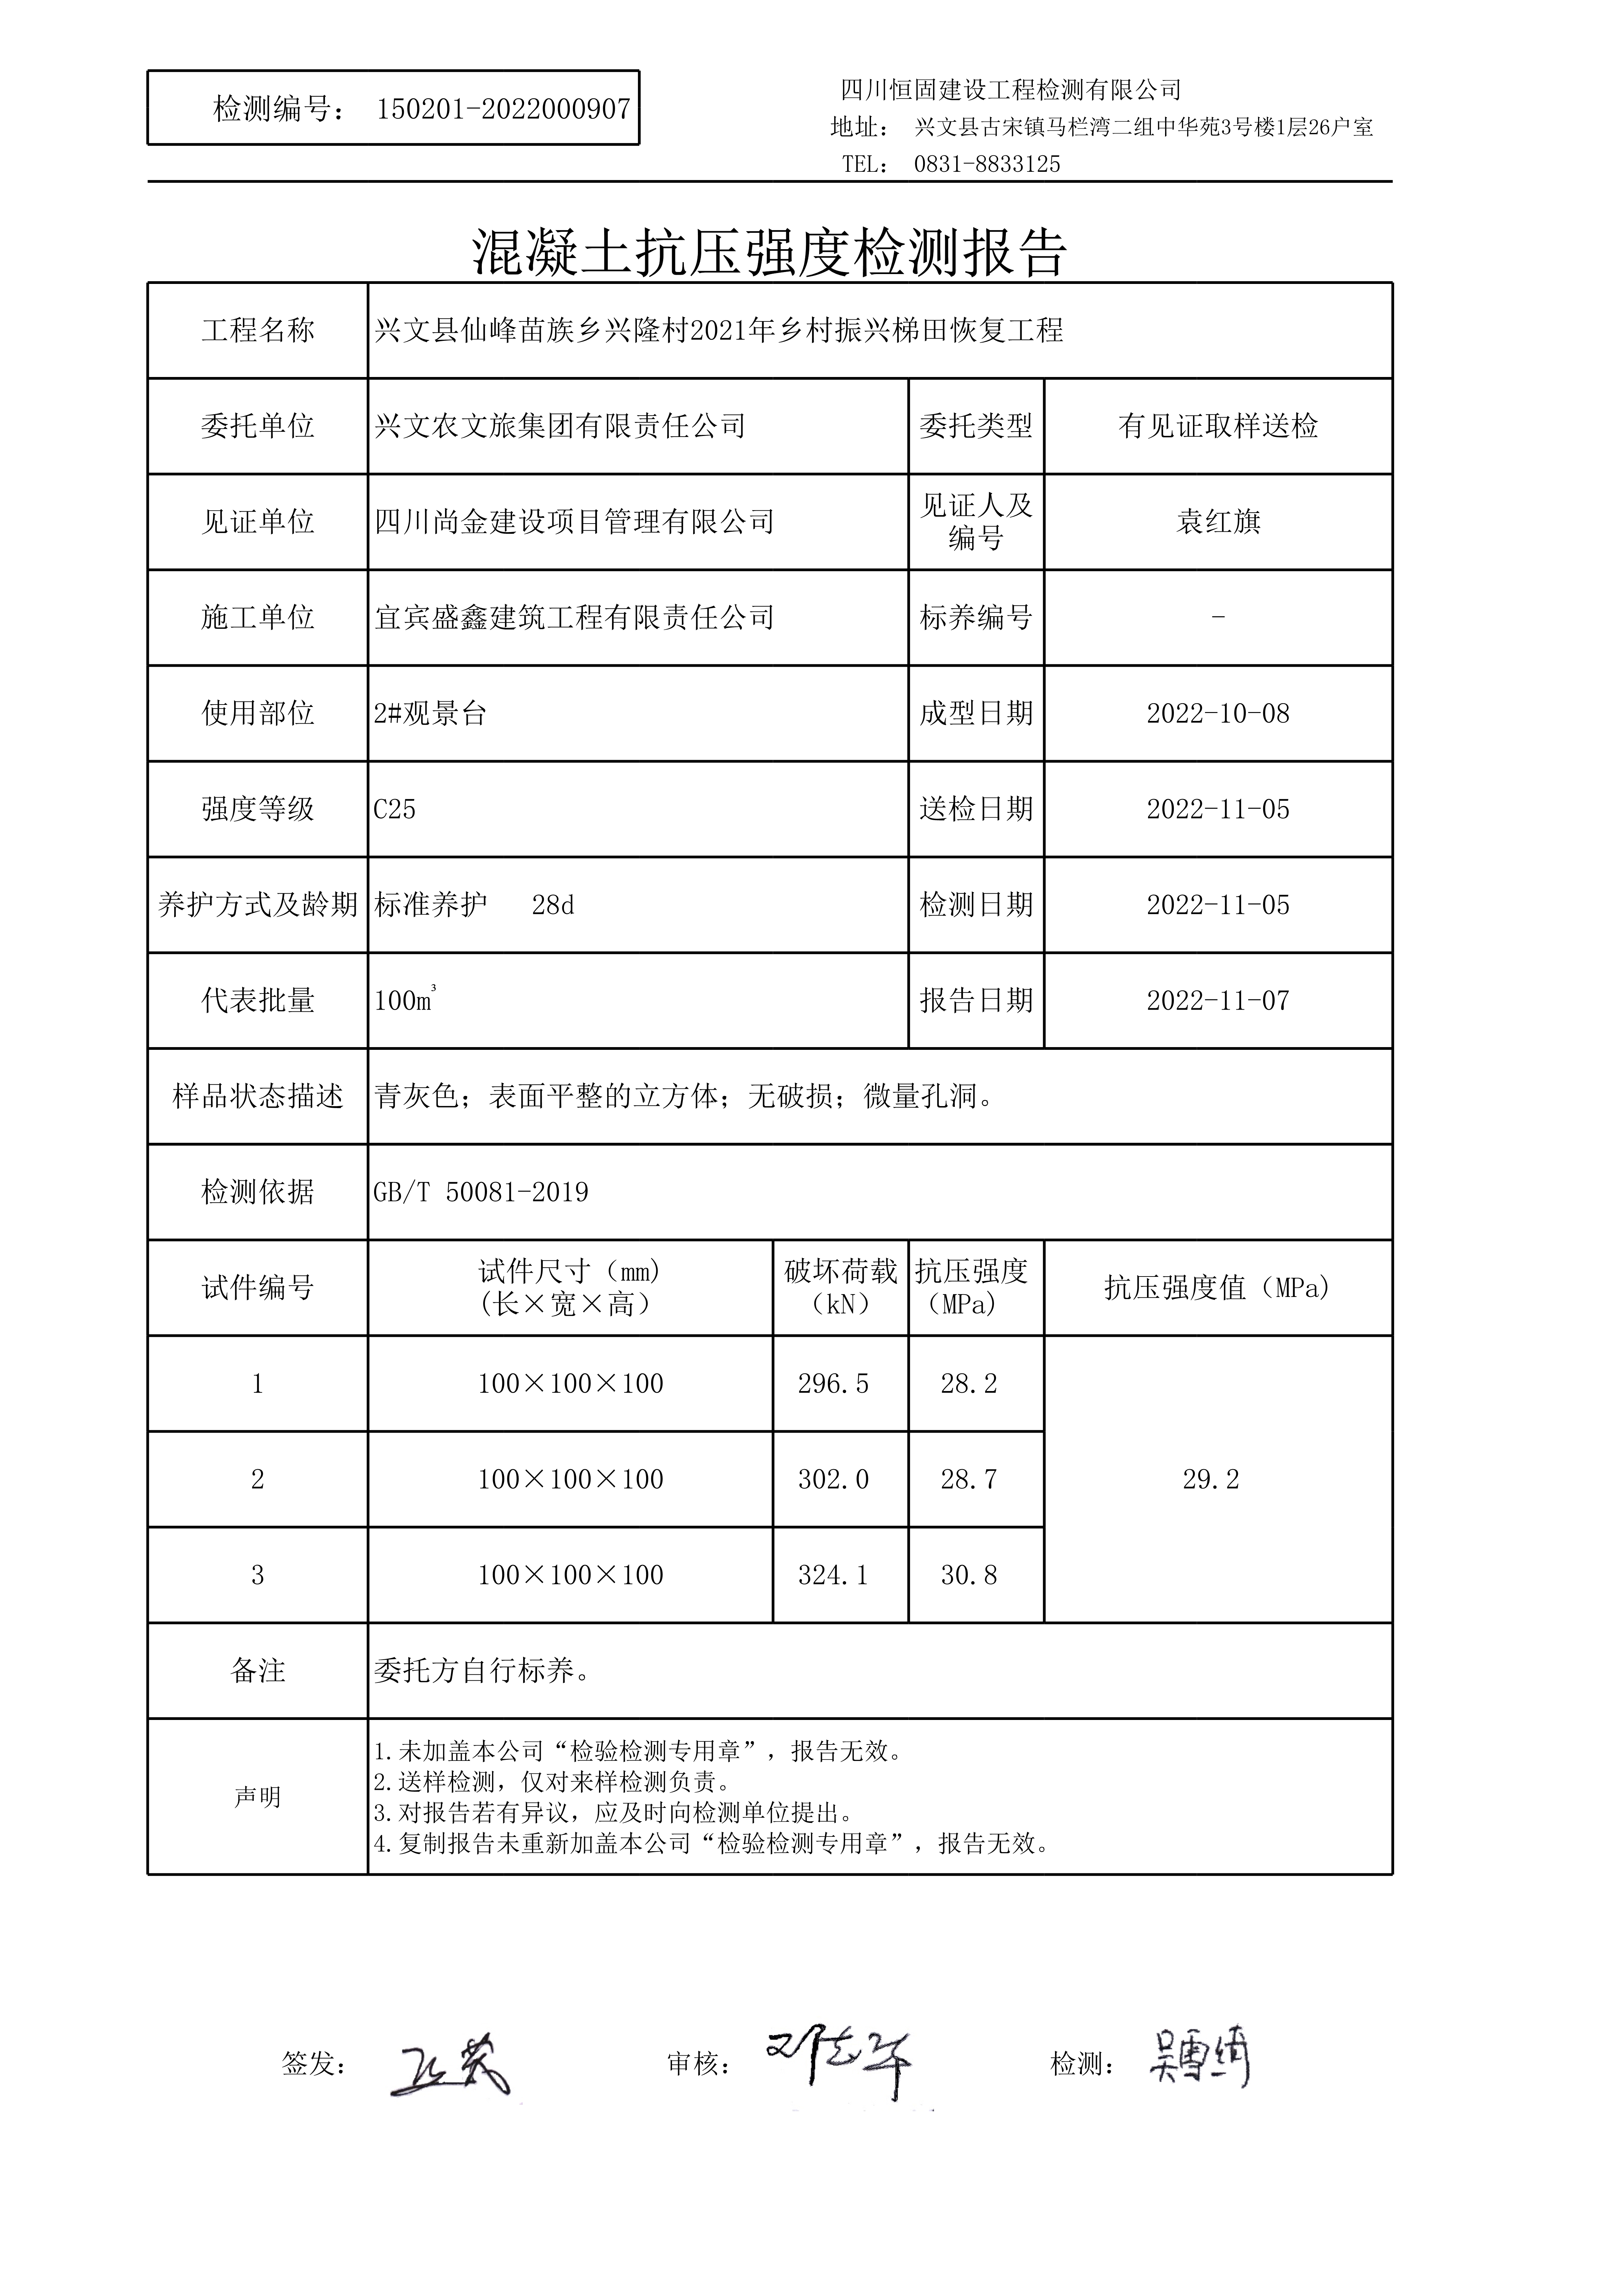 检测编号： 150201-2022000907
四川恒固建设工程检测有限公司
地址： 兴文县古宋镇马栏湾二组中华苑3号楼1层26户室
TEL： 0831-8833125
混凝土抗压强度检测报告
工程名称 兴文县仙峰苗族乡兴隆村2021年乡村振兴梯田恢复工程
委托单位 兴文农文旅集团有限责任公司 委托类型 有见证取样送检
见证单位 四川尚金建设项目管理有限公司 见证人及编号 袁红旗
施工单位 宜宾盛鑫建筑工程有限责任公司 标养编号 -
使用部位 2#观景台 成型日期 2022-10-08
强度等级 C25 送检日期 2022-11-05
养护方式及龄期 标准养护 28d 检测日期 2022-11-05
代表批量 100m³ 报告日期 2022-11-07
样品状态描述 青灰色；表面平整的立方体；无破损；微量孔洞。
检测依据 GB/T 50081-2019
试件编号 试件尺寸（mm）(长×宽×高） 破坏荷载（kN） 抗压强度（MPa） 抗压强度值（MPa）
1 100×100×100 296.5 28.2
2 100×100×100 302.0 28.7 29.2
3 100×100×100 324.1 30.8
备注 委托方自行标养。
声明
1.未加盖本公司“检验检测专用章”，报告无效。
2.送样检测，仅对来样检测负责。
3.对报告若有异议，应及时向检测单位提出。
4.复制报告未重新加盖本公司“检验检测专用章”，报告无效。
签发： 审核： 检测： 吴雪绮